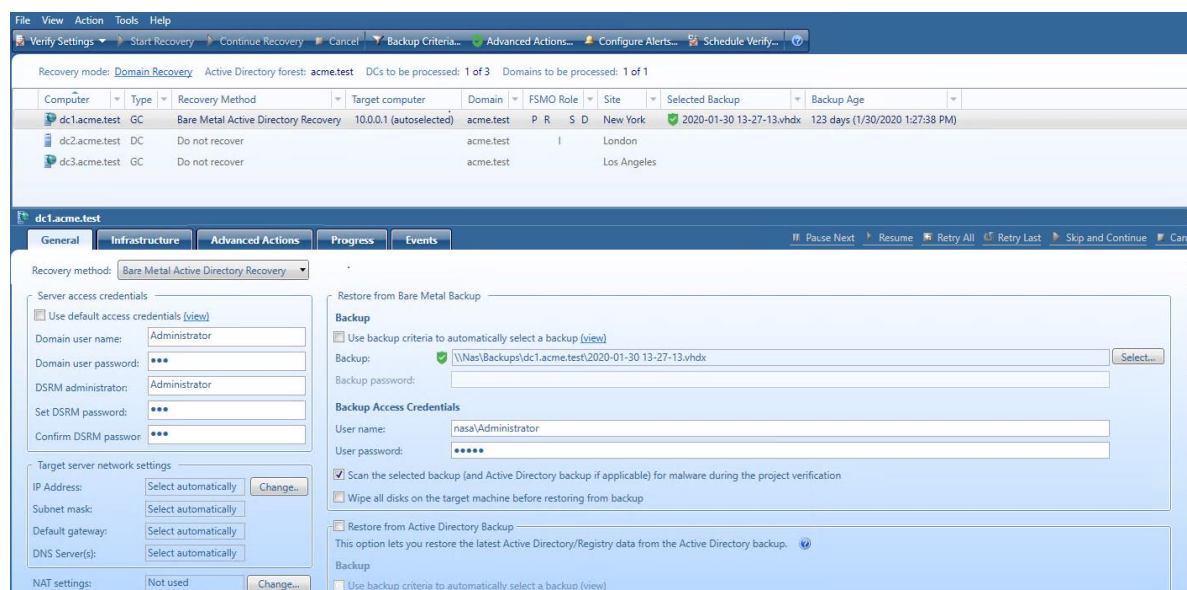 File View Action Tools Help
Verify Settings Start Recovery Continue Recovery Cancel Backup Criteria... Advanced Actions... Configure Alerts... Schedule Verify...
Recovery mode: Domain Recovery Active Directory forest: acme.test DCs to be processed: 1 of 3 Domains to be processed: 1 of 1
Computer Type Recovery Method Target computer Domain FSMO Role Site Selected Backup Backup Age
dc1.acme.test GC Bare Metal Active Directory Recovery 10.0.0.1 (autoselected) acme.test P R S D New York 2020-01-30 13-27-13.vhdx 123 days (1/30/2020 1:27:38 PM)
dc2.acme.test DC Do not recover acme.test I London
dc3.acme.test GC Do not recover acme.test Los Angeles
dc1.acme.test
General Infrastructure Advanced Actions Progress Events Pause Next Resume Retry All Retry Last Skip and Continue Can
Recovery method: Bare Metal Active Directory Recovery
Server access credentials
Use default access credentials (view)
Domain user name: Administrator
Domain user password: •••
DSRM administrator: Administrator
Set DSRM password: •••
Confirm DSRM passwor •••
Target server network settings
IP Address: Select automatically Change..
Subnet mask: Select automatically
Default gateway: Select automatically
DNS Server(s): Select automatically
NAT settings: Not used Change...
Restore from Bare Metal Backup
Backup
Use backup criteria to automatically select a backup (view)
Backup: \\Nas\Backups\dc1.acme.test\2020-01-30 13-27-13.vhdx Select...
Backup password:
Backup Access Credentials
User name: nasa\Administrator
User password: •••••
Scan the selected backup (and Active Directory backup if applicable) for malware during the project verification
Wipe all disks on the target machine before restoring from backup
Restore from Active Directory Backup
This option lets you restore the latest Active Directory/Registry data from the Active Directory backup.
Backup
Use backup criteria to automatically select a backup (view)